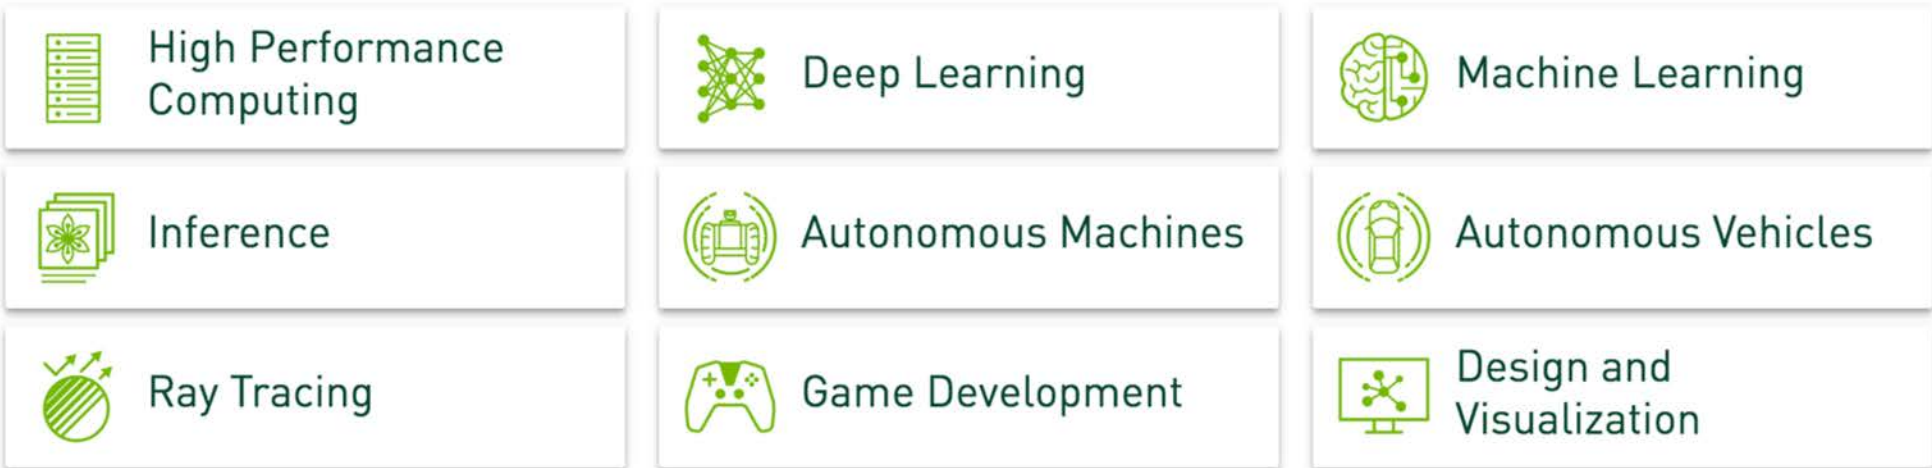 High Performance
Computing
Deep Learning
Machine Learning
Inference
Autonomous Machines
Autonomous Vehicles
Ray Tracing
Game Development
Design and
Visualization